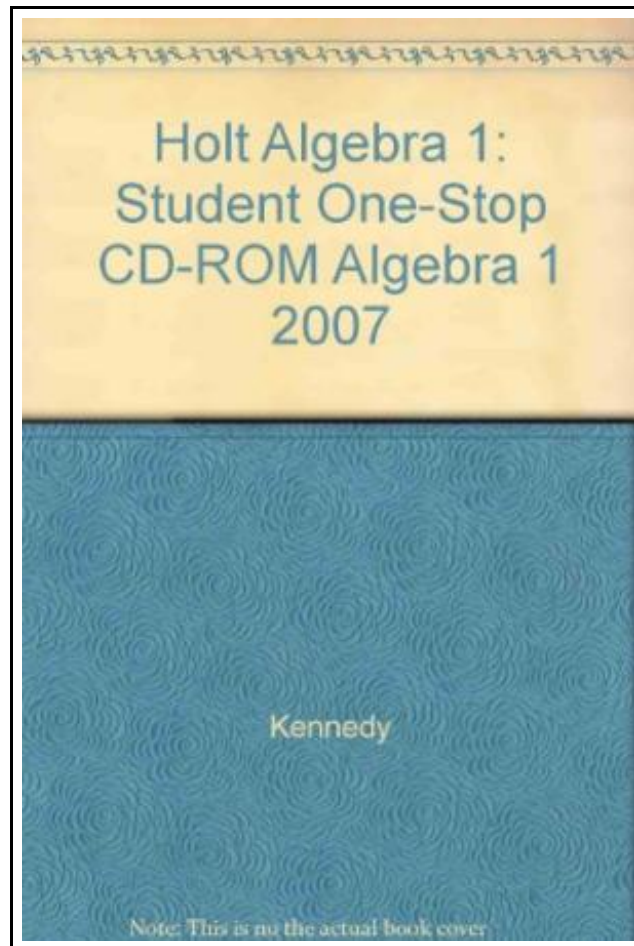 Holt Algebra 1:
Student One-Stop
CD-ROM Algebra 1
2007
Kennedy
Note: This is no the actual book cover